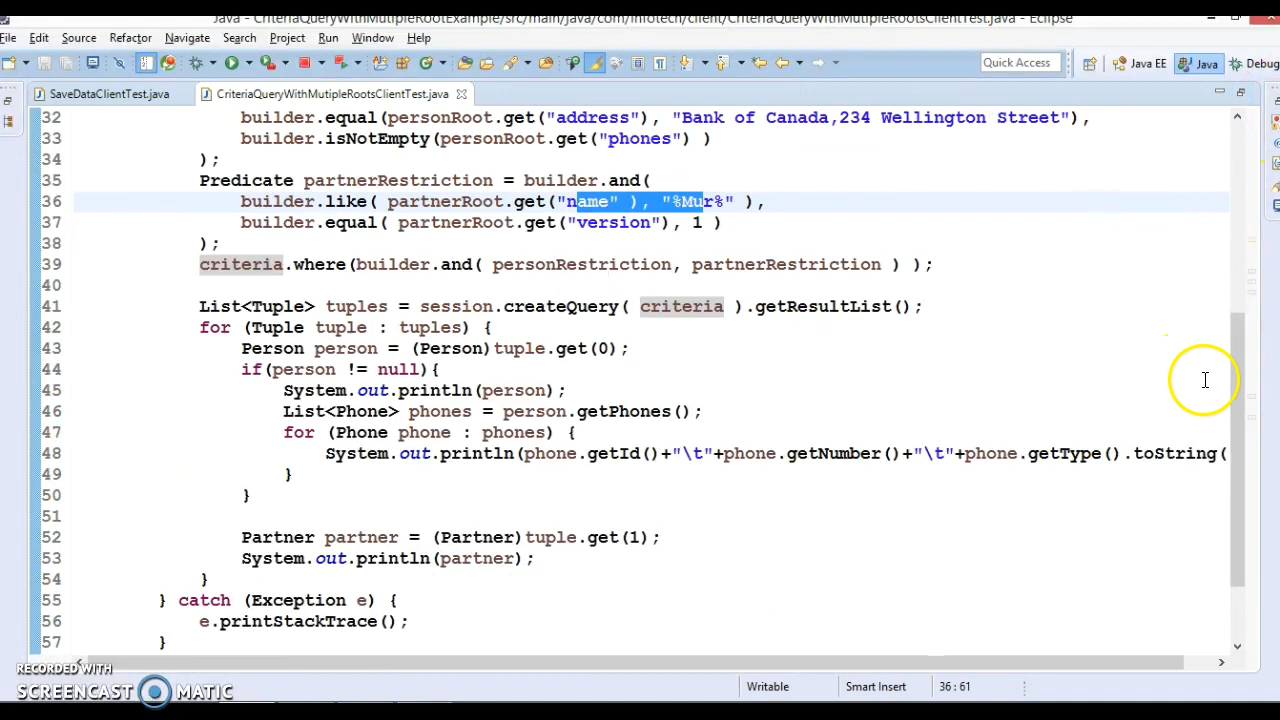 Java - CriteriaQueryWithMutipleRootExample/src/main/java/com/infotech/client/CriteriaQueryWithMutipleRootsClientTest.java - Eclipse
File Edit Source Refactor Navigate Search Project Run Window Help
Quick Access Java EE Java Debug
SaveDataClientTest.java CriteriaQueryWithMutipleRootsClientTest.java
32 builder.equal(personRoot.get("address"), "Bank of Canada,234 Wellington Street"),
33 builder.isNotEmpty(personRoot.get("phones") )
34 );
35 Predicate partnerRestriction = builder.and(
36 builder.like( partnerRoot.get("name" ), "%Mur%" ),
37 builder.equal( partnerRoot.get("version"), 1 )
38 );
39 criteria.where(builder.and( personRestriction, partnerRestriction ) );
40
41 List<Tuple> tuples = session.createQuery( criteria ).getResultList();
42 for (Tuple tuple : tuples) {
43 Person person = (Person)tuple.get(0);
44 if(person != null){
45 System.out.println(person);
46 List<Phone> phones = person.getPhones();
47 for (Phone phone : phones) {
48 System.out.println(phone.getId()+"\t"+phone.getNumber()+"\t"+phone.getType().toString(
49 }
50 }
51
52 Partner partner = (Partner)tuple.get(1);
53 System.out.println(partner);
54 }
55 } catch (Exception e) {
56 e.printStackTrace();
57 }
RECORDED WITH
SCREENCAST MATIC
Writable Smart Insert 36 : 61